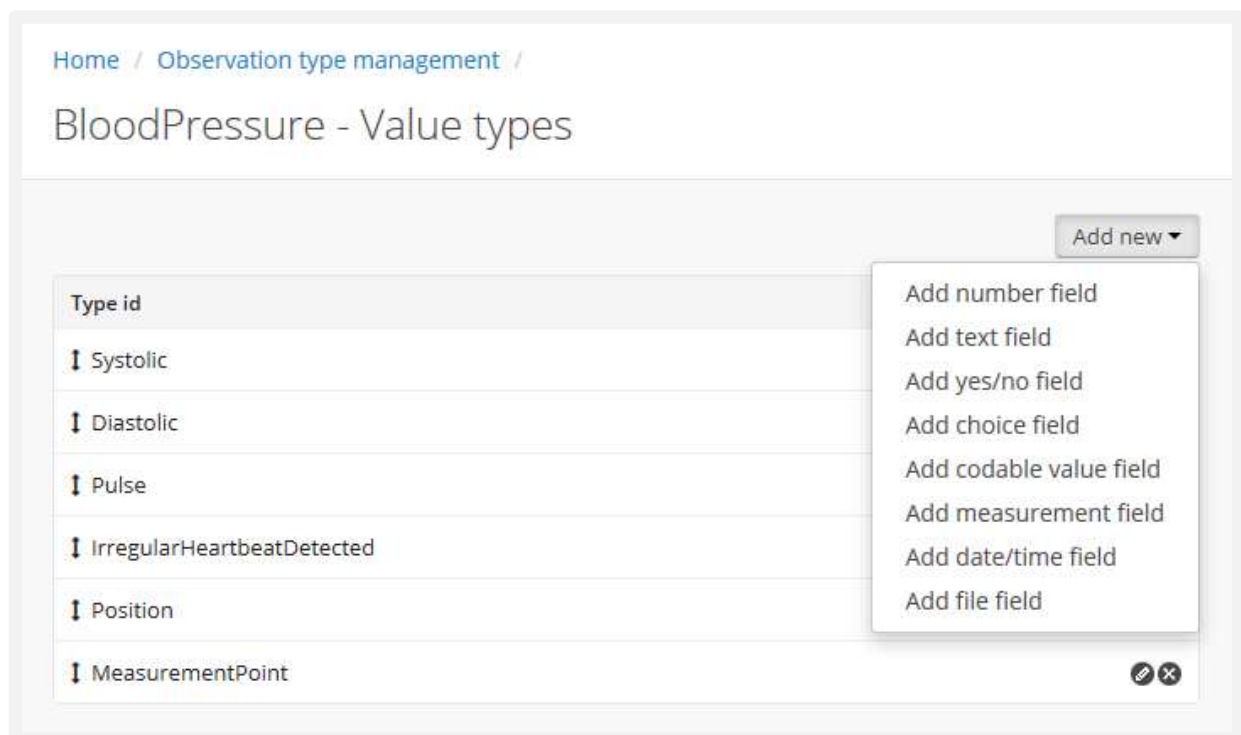 Home / Observation type management /
BloodPressure - Value types
Add new
Type id
Systolic
Diastolic
Pulse
IrregularHeartbeatDetected
Position
MeasurementPoint
Add number field
Add text field
Add yes/no field
Add choice field
Add codable value field
Add measurement field
Add date/time field
Add file field